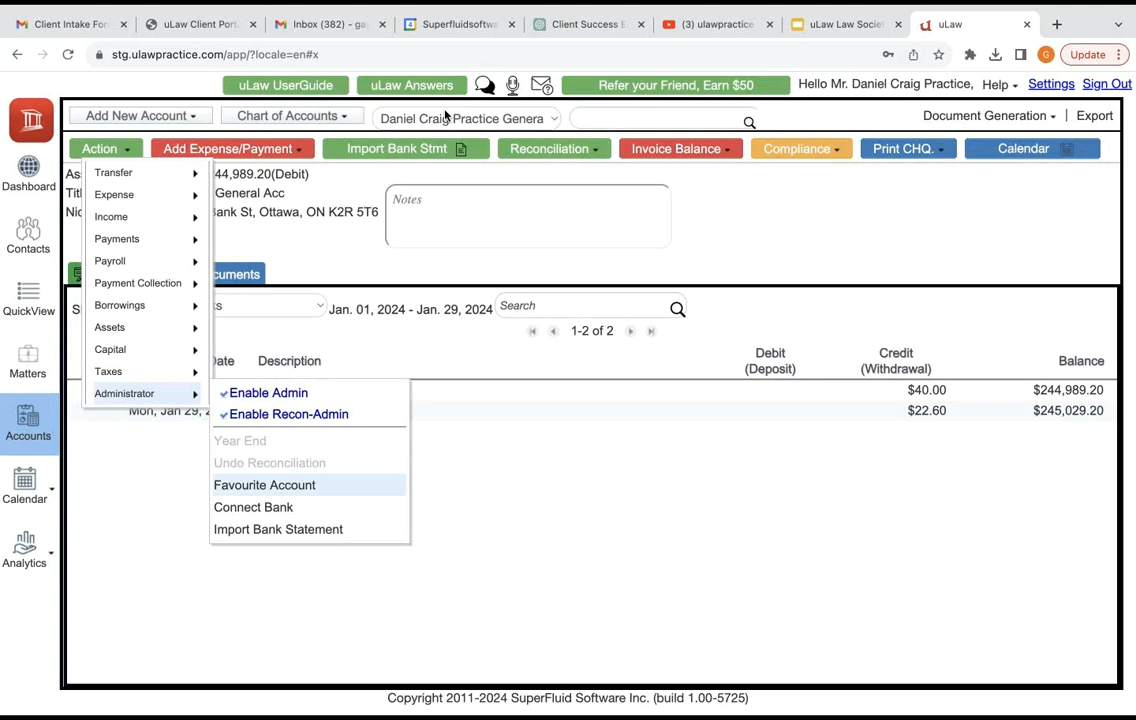 Client Intake For
uLaw Client Port
Inbox (382) - ga
Superfluidsoftwa
Client Success E
(3) ulawpractice
uLaw Law Socie
uLaw
stg.ulawpractice.com/app/?locale=en#x
G
Update
uLaw UserGuide
uLaw Answers
Refer your Friend, Earn $50
Hello Mr. Daniel Craig Practice,
Help
Settings
Sign Out
Add New Account
Chart of Accounts
Daniel Craig Practice Genera
Document Generation
|
Export
Action
Add Expense/Payment
Import Bank Stmt
Reconciliation
Invoice Balance
Compliance
Print CHQ.
Calendar
Dashboard
Contacts
QuickView
Matters
Accounts
Calendar
Analytics
Transfer
Expense
Income
Payments
Payroll
Payment Collection
Borrowings
Assets
Capital
Taxes
Administrator
44,989.20(Debit)
General Acc
ank St, Ottawa, ON K2R 5T6
Notes
cuments
Jan. 01, 2024 - Jan. 29, 2024
Search
1-2 of 2
Date
Description
Debit
(Deposit)
Credit
(Withdrawal)
Balance
$40.00
$244,989.20
Mon, Jan 29, 2
$22.60
$245,029.20
Enable Admin
Enable Recon-Admin
Year End
Undo Reconciliation
Favourite Account
Connect Bank
Import Bank Statement
Copyright 2011-2024 SuperFluid Software Inc. (build 1.00-5725)